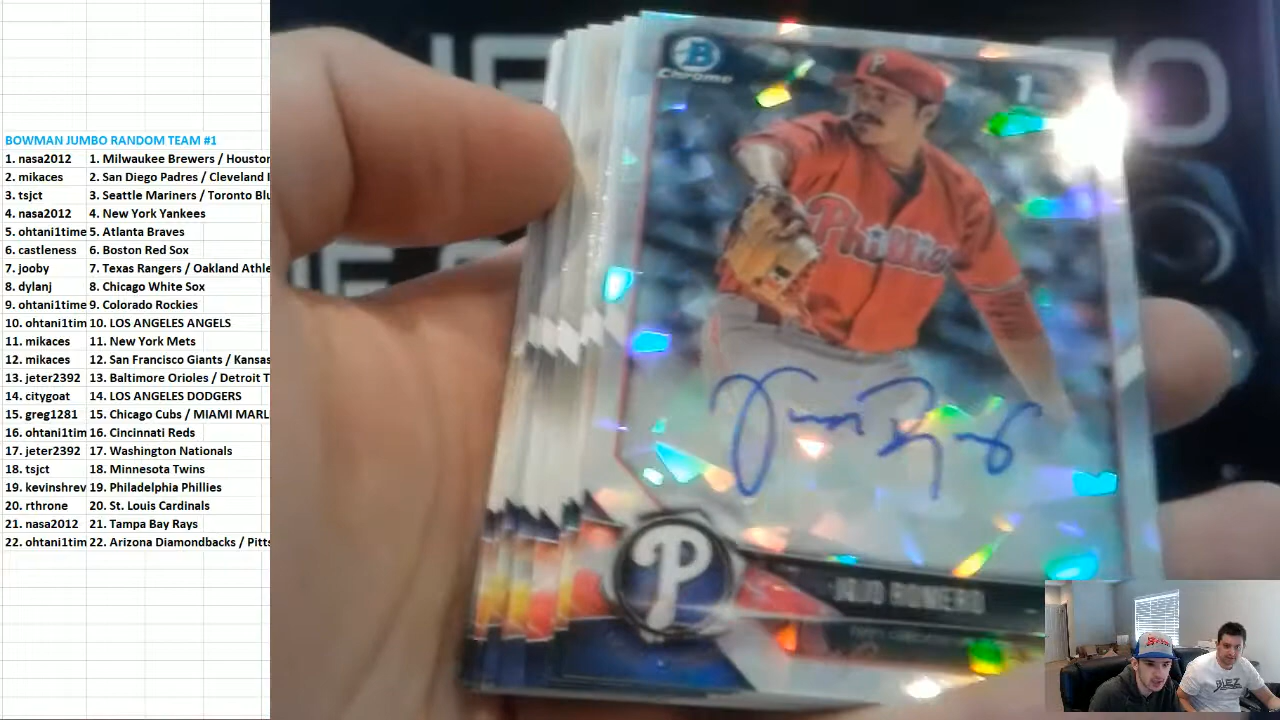 BOWMAN JUMBO RANDOM TEAM #1
1. nasa2012 1. Milwaukee Brewers / Houston
2. mikaces 2. San Diego Padres / Cleveland I
3. tsjct 3. Seattle Mariners / Toronto Blu
4. nasa2012 4. New York Yankees
5. ohtani1time 5. Atlanta Braves
6. castleness 6. Boston Red Sox
7. jooby 7. Texas Rangers / Oakland Athle
8. dylanj 8. Chicago White Sox
9. ohtani1time 9. Colorado Rockies
10. ohtani1tim 10. LOS ANGELES ANGELS
11. mikaces 11. New York Mets
12. mikaces 12. San Francisco Giants / Kansas
13. jeter2392 13. Baltimore Orioles / Detroit T
14. citygoat 14. LOS ANGELES DODGERS
15. greg1281 15. Chicago Cubs / MIAMI MARL
16. ohtani1tim 16. Cincinnati Reds
17. jeter2392 17. Washington Nationals
18. tsjct 18. Minnesota Twins
19. kevinshrev 19. Philadelphia Phillies
20. rthrone 20. St. Louis Cardinals
21. nasa2012 21. Tampa Bay Rays
22. ohtani1tim 22. Arizona Diamondbacks / Pitts
B
Chrome
1
P
Phillies
P
JOJO ROMERO
BLEZ